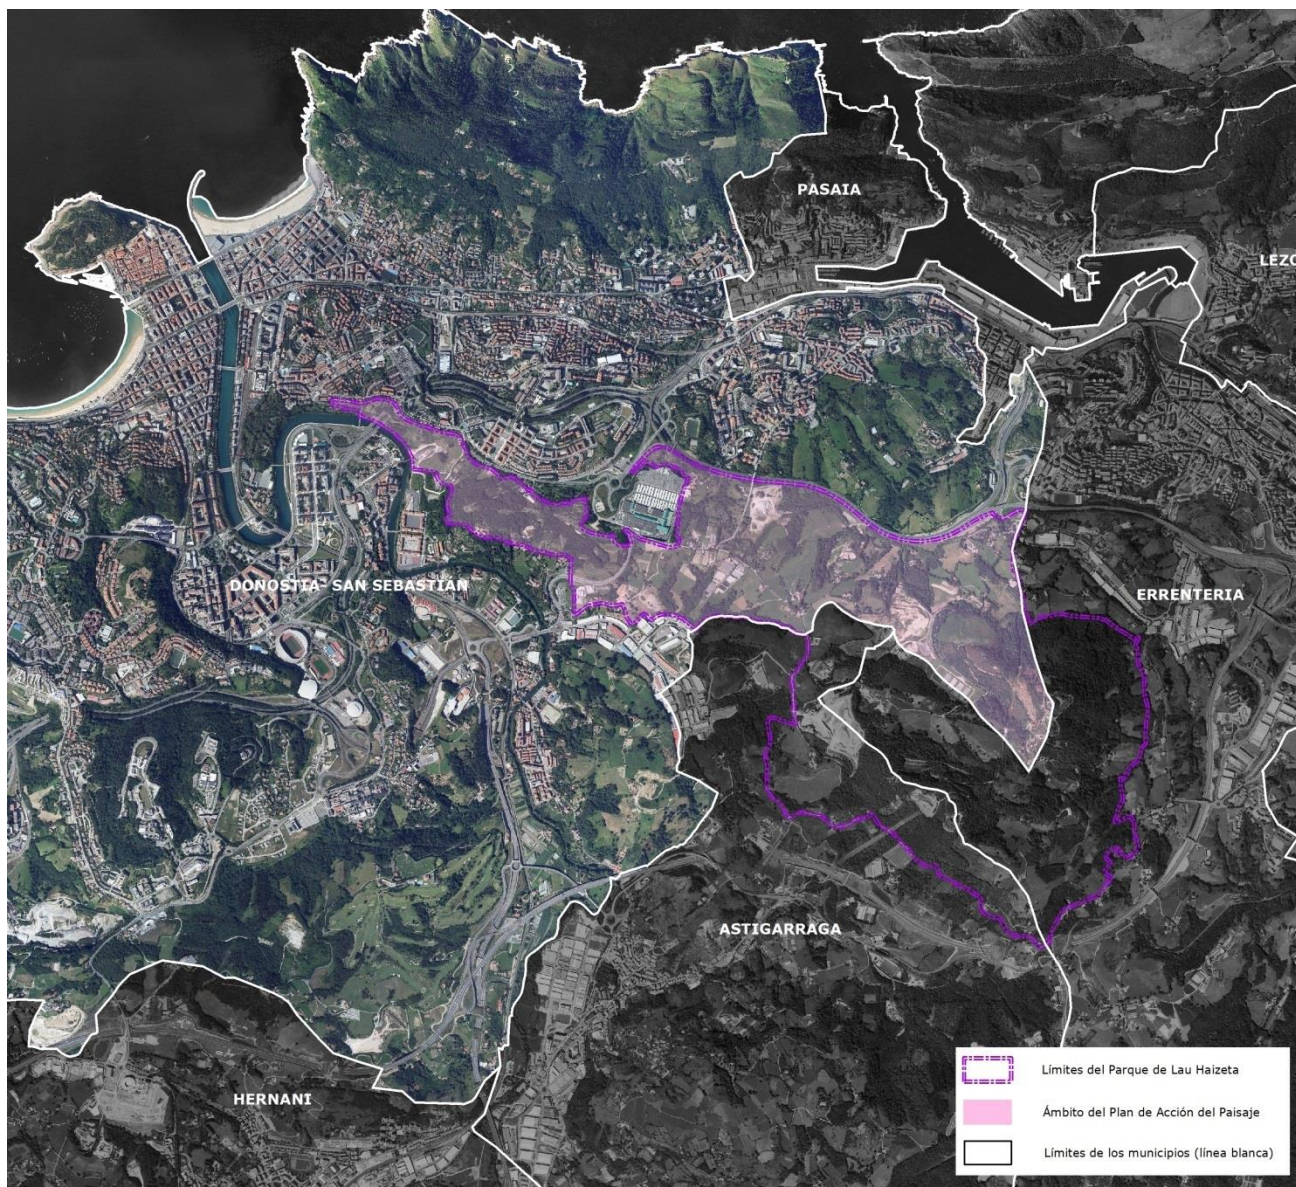 PASAIA
LEZO
DONOSTIA- SAN SEBASTIÁN
ERRENTERIA
ASTIGARRAGA
HERNANI
Límites del Parque de Lau Haizeta
Ámbito del Plan de Acción del Paisaje
Límites de los municipios (línea blanca)